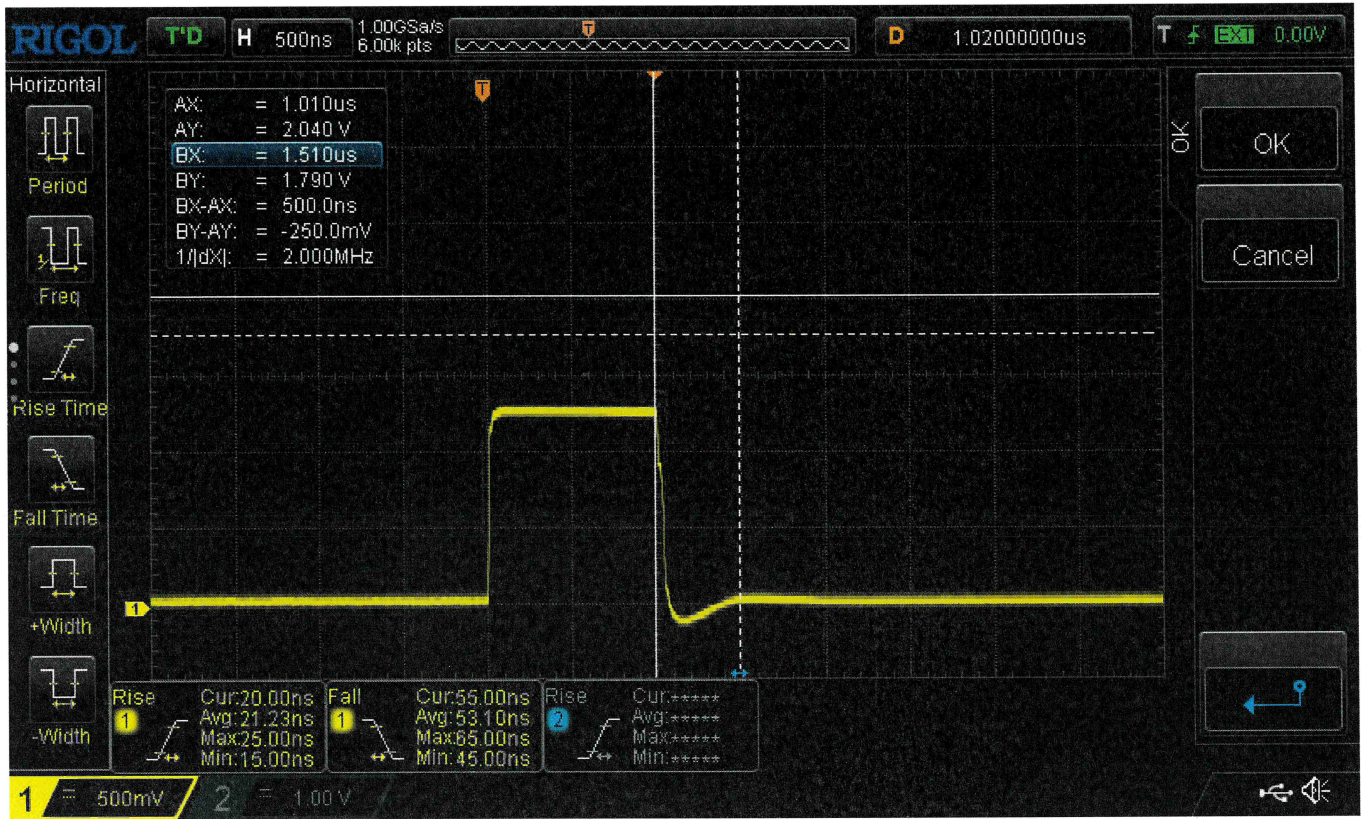 RIGOL T'D H 500ns 1.00GSa/s 6.00k pts T D 1.02000000us T EXT 0.00V
Horizontal
Period
Freq
Rise Time
Fall Time
+Width
-Width
T
AX: = 1.010us
AY: = 2.040 V
BX: = 1.510us
BY: = 1.790 V
BX-AX: = 500.0ns
BY-AY: = -250.0mV
1/|dX|: = 2.000MHz
1
OK
OK
Cancel
Rise 1 Cur:20.00ns
Avg:21.23ns
Max:25.00ns
Min:15.00ns
Fall 1 Cur:55.00ns
Avg:53.10ns
Max:65.00ns
Min:45.00ns
Rise 2 Cur:*****
Avg:*****
Max:*****
Min:*****
1 500mV 2 1.00 V